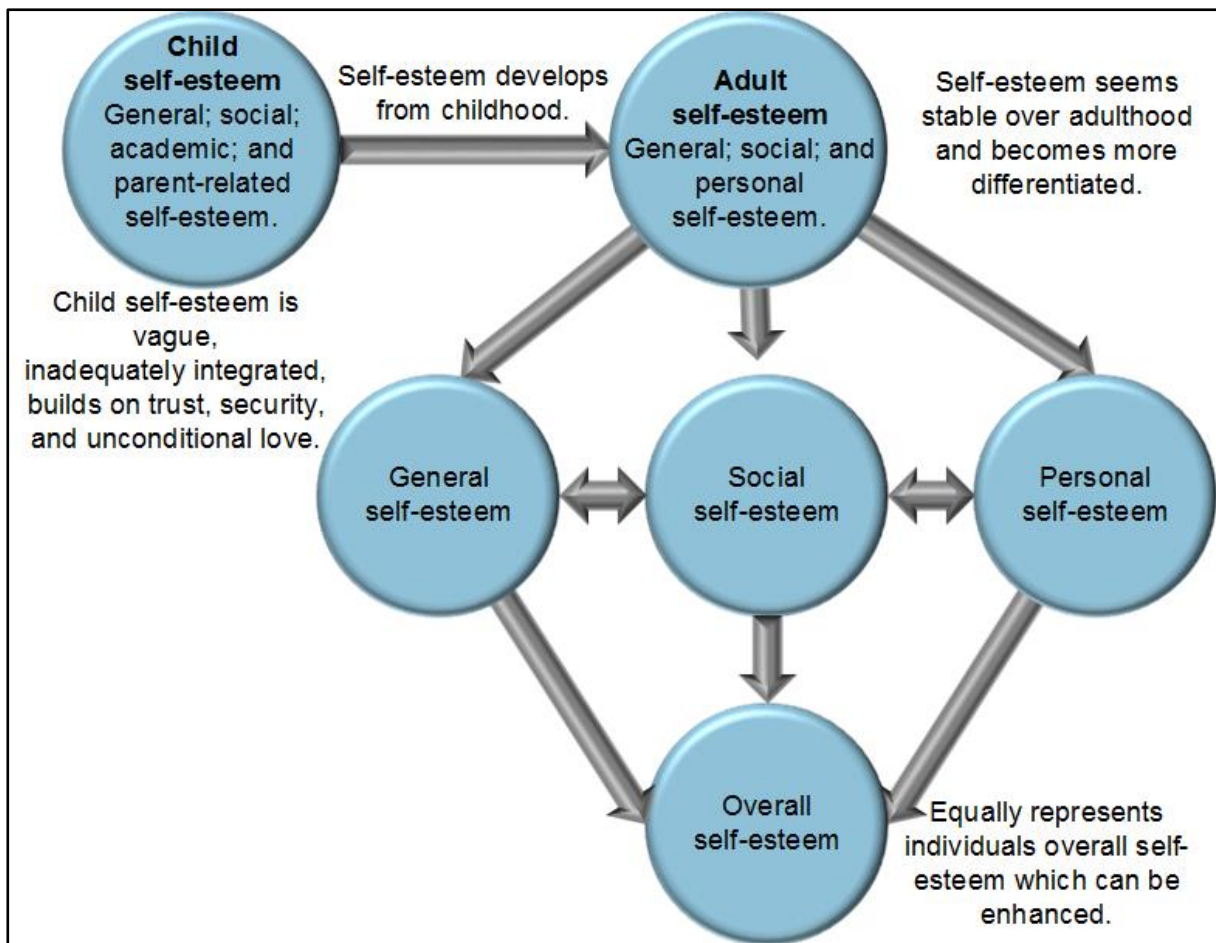 Child
self-esteem
General; social;
academic; and
parent-related
self-esteem.
Self-esteem develops
from childhood.
Adult
self-esteem
General; social; and
personal
self-esteem.
Self-esteem seems
stable over adulthood
and becomes more
differentiated.
Child self-esteem is
vague,
inadequately integrated,
builds on trust, security,
and unconditional love.
General
self-esteem
Social
self-esteem
Personal
self-esteem
Overall
self-esteem
Equally represents
individuals overall self-
esteem which can be
enhanced.